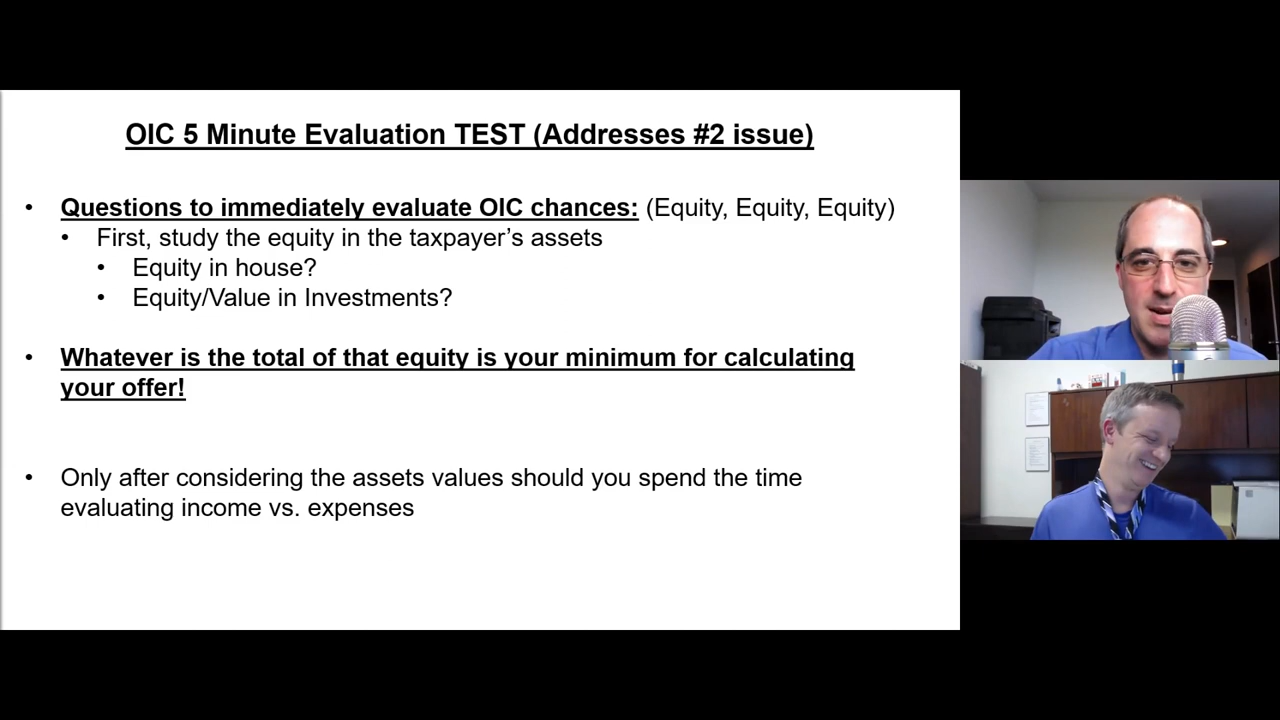 OIC 5 Minute Evaluation TEST (Addresses #2 issue)
• Questions to immediately evaluate OIC chances: (Equity, Equity, Equity)
• First, study the equity in the taxpayer’s assets
• Equity in house?
• Equity/Value in Investments?
• Whatever is the total of that equity is your minimum for calculating
your offer!
• Only after considering the assets values should you spend the time
evaluating income vs. expenses